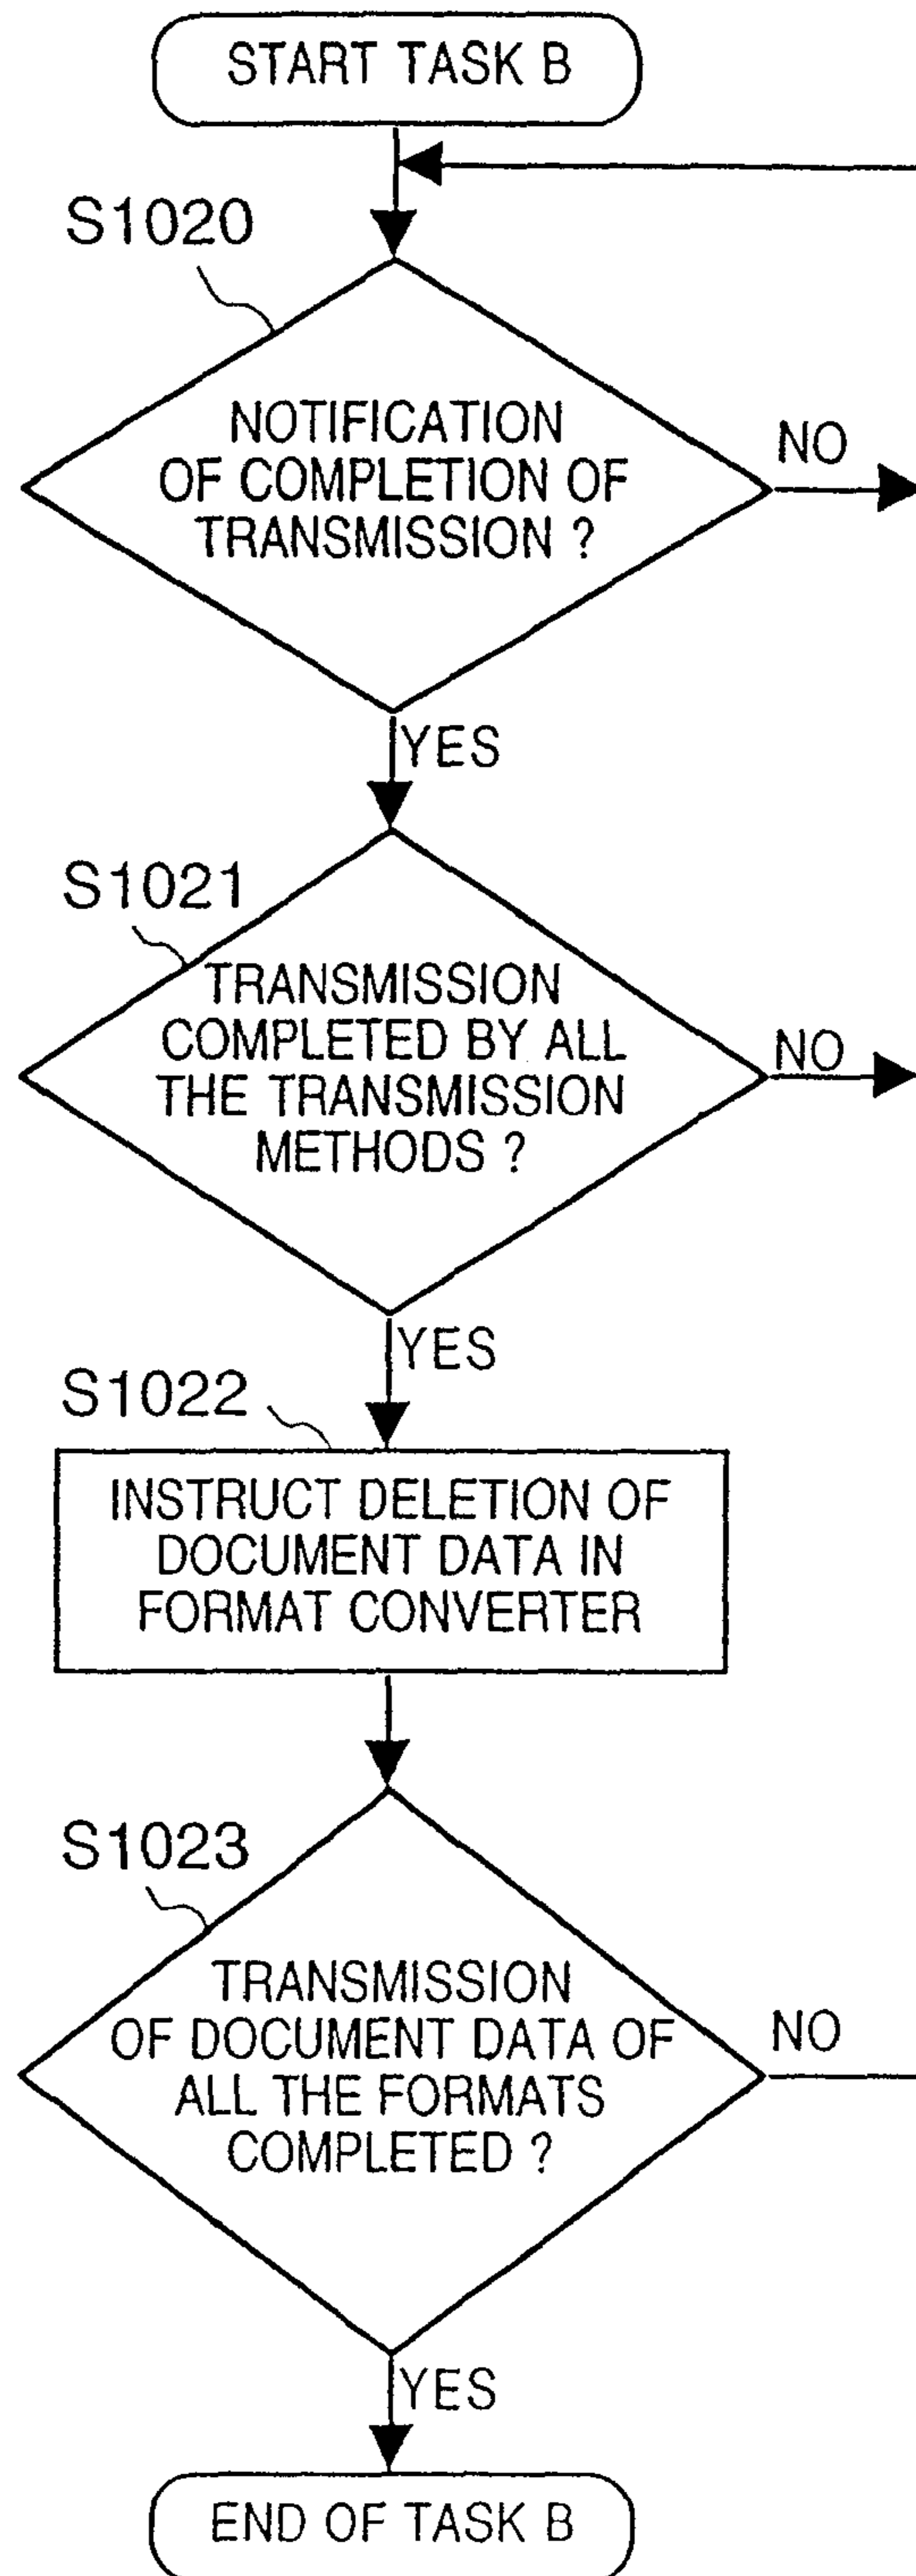 START TASK B
S1020
NOTIFICATION
OF COMPLETION OF
TRANSMISSION ?
NO
YES
S1021
TRANSMISSION
COMPLETED BY ALL
THE TRANSMISSION
METHODS ?
NO
YES
S1022
INSTRUCT DELETION OF
DOCUMENT DATA IN
FORMAT CONVERTER
S1023
TRANSMISSION
OF DOCUMENT DATA OF
ALL THE FORMATS
COMPLETED ?
NO
YES
END OF TASK B